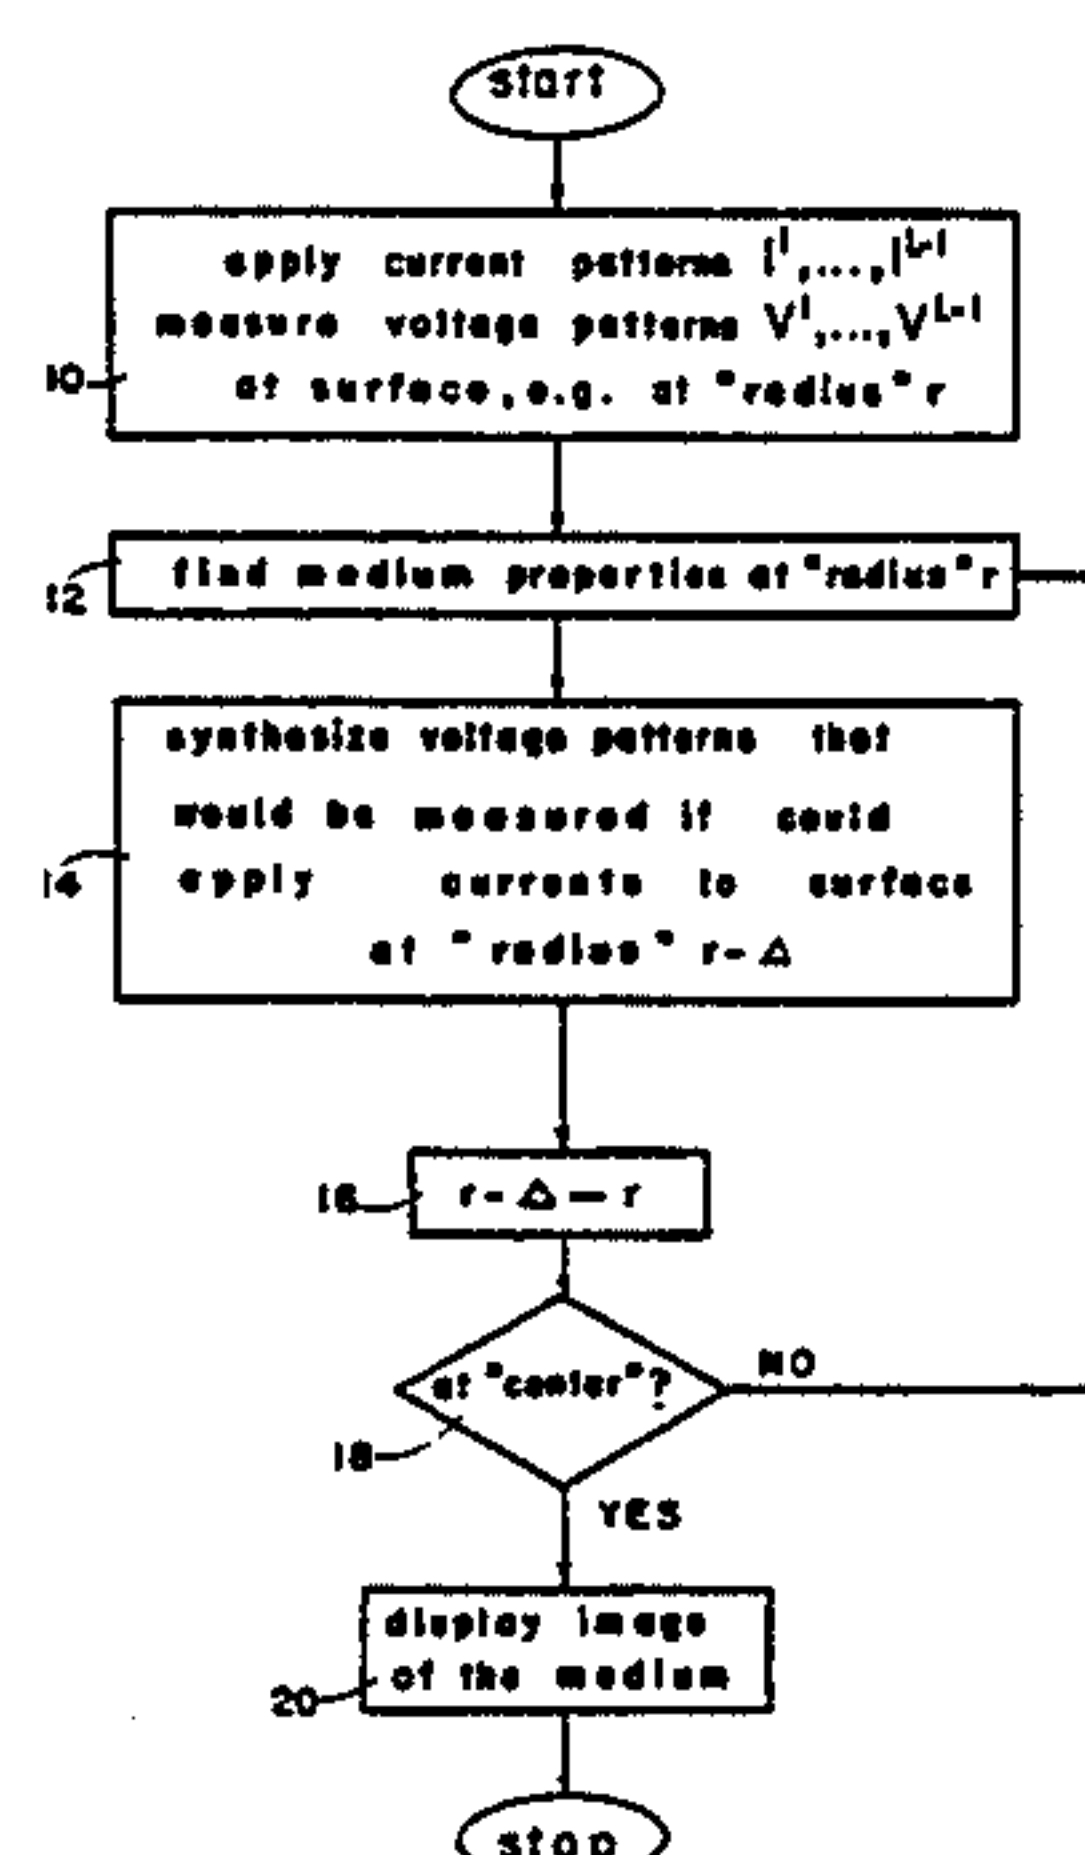 start
apply current patterns I¹,...,Iᴸ⁻¹
measure voltage patterns V¹,...,Vᴸ⁻¹
10
at surface, e.g. at "radius" r
find medium properties at "radius" r
12
synthesize voltage patterns that
would be measured if could
14
apply currents to surface
at "radius" r-Δ
16
r-Δ—r
NO
at "center"?
18
YES
display image
of the medium
20
stop